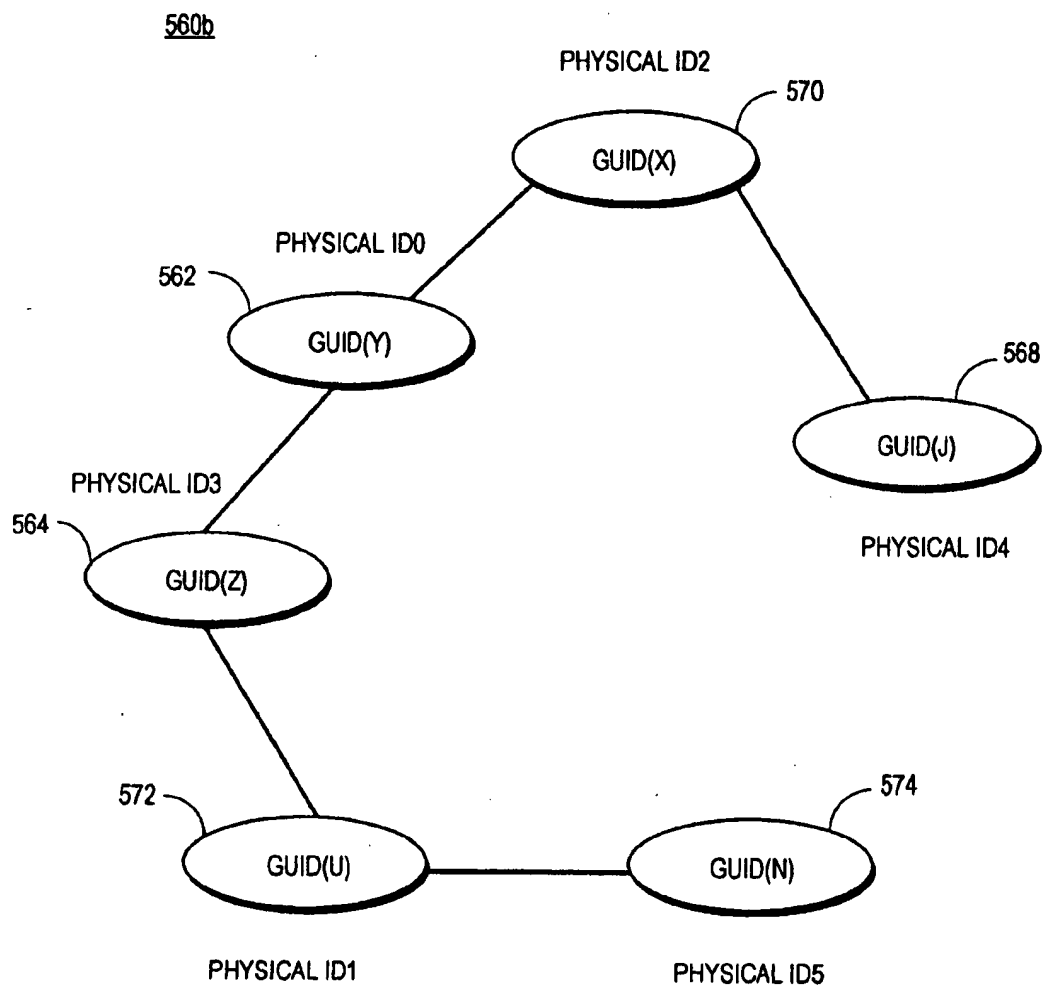 560b
PHYSICAL ID2
570
GUID(X)
PHYSICAL ID0
562
GUID(Y)
568
GUID(J)
PHYSICAL ID3
564
PHYSICAL ID4
GUID(Z)
572
574
GUID(U)
GUID(N)
PHYSICAL ID1
PHYSICAL ID5